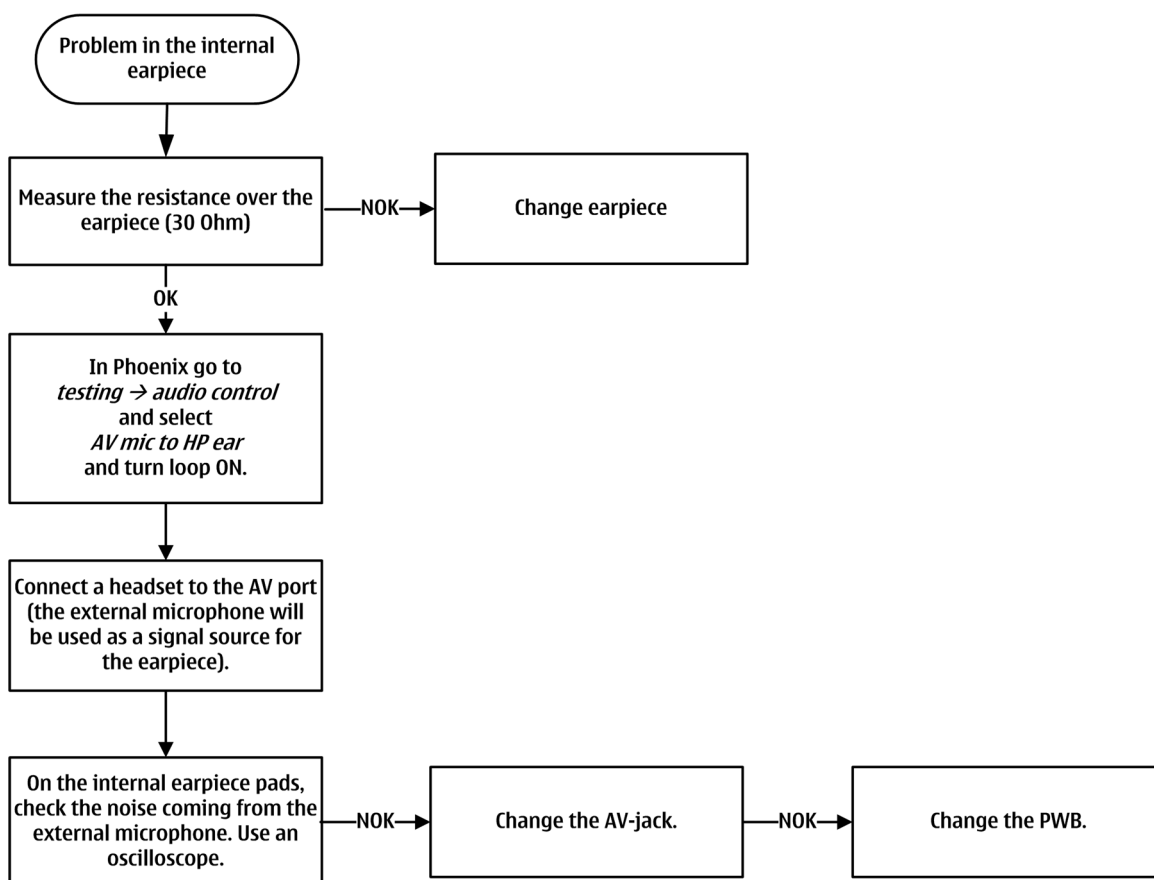 Problem in the internal
earpiece
Measure the resistance over the
earpiece (30 Ohm)
NOK
Change earpiece
OK
In Phoenix go to
testing → audio control
and select
AV mic to HP ear
and turn loop ON.
Connect a headset to the AV port
(the external microphone will
be used as a signal source for
the earpiece).
On the internal earpiece pads,
check the noise coming from the
external microphone. Use an
oscilloscope.
NOK
Change the AV-jack.
NOK
Change the PWB.